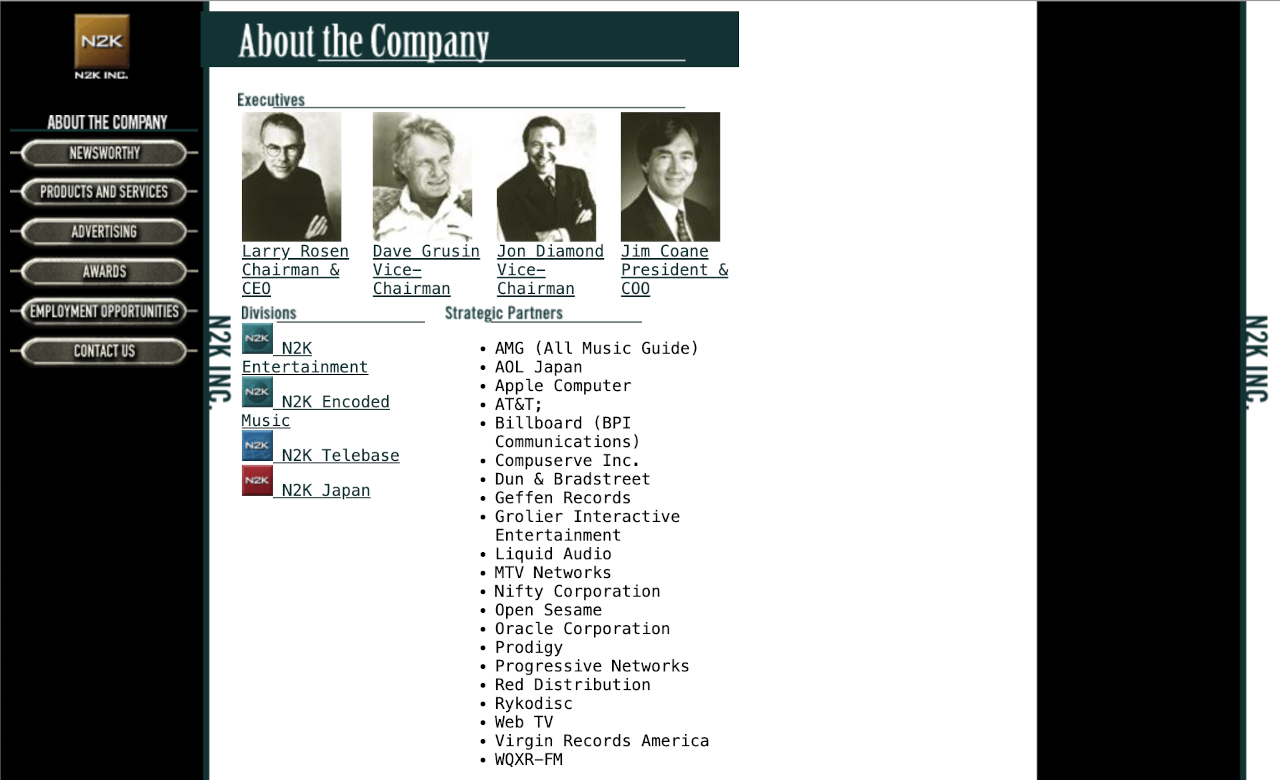 N2K
N2K INC.
ABOUT THE COMPANY
NEWSWORTHY
PRODUCTS AND SERVICES
ADVERTISING
AWARDS
EMPLOYMENT OPPORTUNITIES
CONTACT US
N2K INC.
About the Company
Executives
Larry Rosen
Chairman &
CEO
Dave Grusin
Vice-
Chairman
Jon Diamond
Vice-
Chairman
Jim Coane
President &
COO
Divisions
N2K N2K
Entertainment
N2K N2K Encoded
Music
N2K N2K Telebase
N2K N2K Japan
Strategic Partners
• AMG (All Music Guide)
• AOL Japan
• Apple Computer
• AT&T;
• Billboard (BPI
Communications)
• Compuserve Inc.
• Dun & Bradstreet
• Geffen Records
• Grolier Interactive
Entertainment
• Liquid Audio
• MTV Networks
• Nifty Corporation
• Open Sesame
• Oracle Corporation
• Prodigy
• Progressive Networks
• Red Distribution
• Rykodisc
• Web TV
• Virgin Records America
• WQXR-FM
N2K INC.